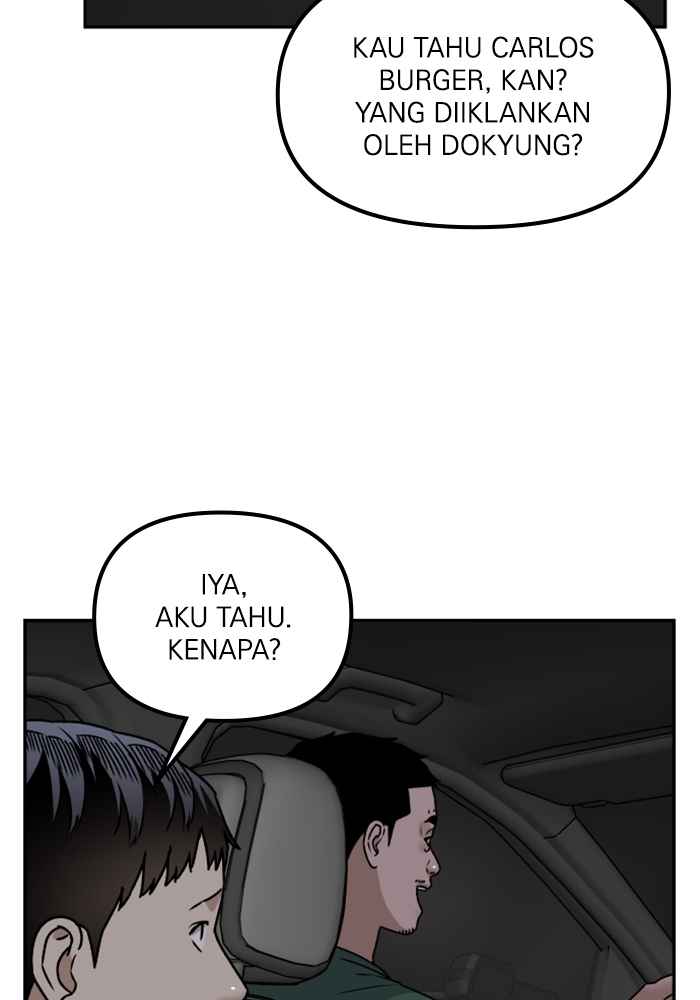 KAU TAHU CARLOS
BURGER, KAN?
YANG DIIKLANKAN
OLEH DOKYUNG?
IYA,
AKU TAHU.
KENAPA?